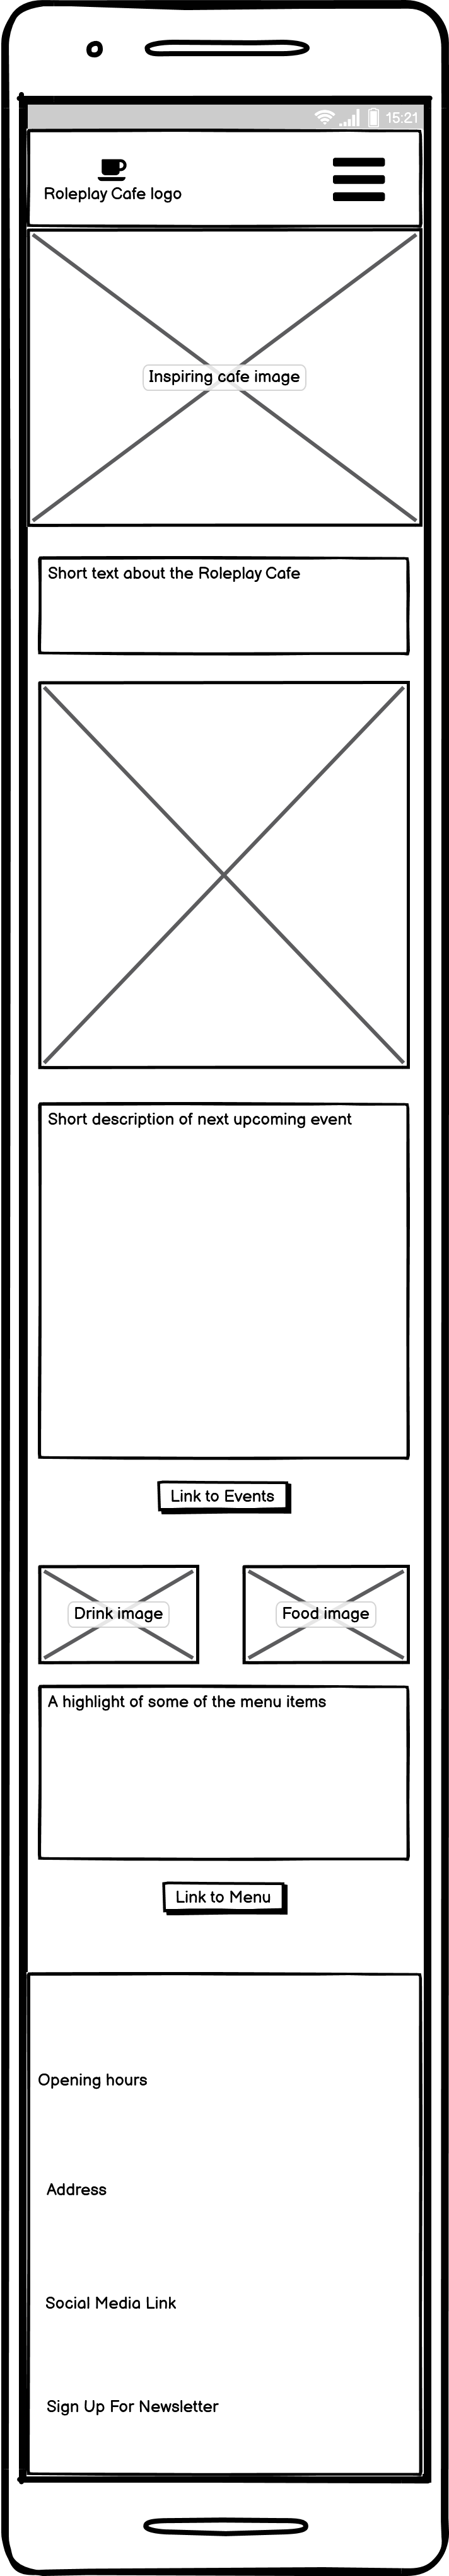 15:21
Roleplay Cafe logo
Inspiring cafe image
Short text about the Roleplay Cafe
Short description of next upcoming event
Link to Events
Drink image
Food image
A highlight of some of the menu items
Link to Menu
Opening hours
Address
Social Media Link
Sign Up For Newsletter